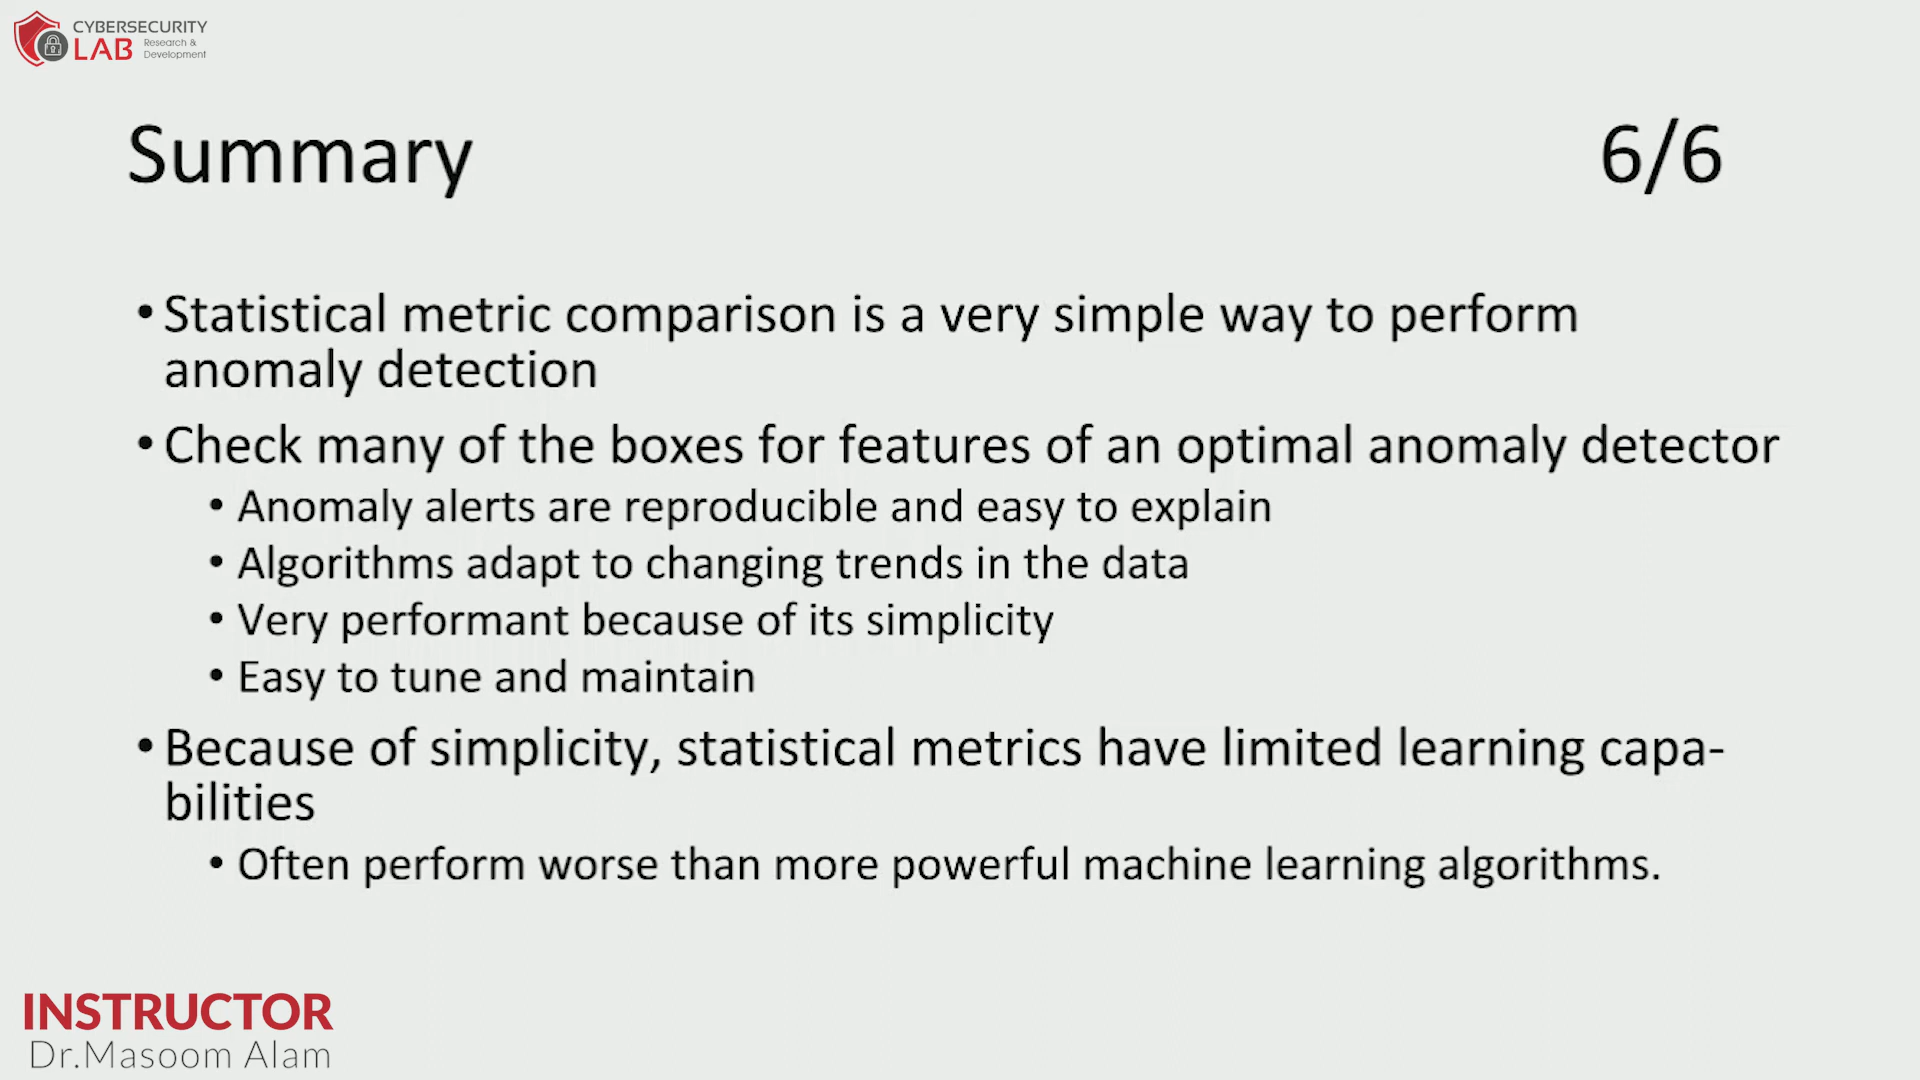 CYBERSECURITY
LAB Research &
Development
Summary 6/6
• Statistical metric comparison is a very simple way to perform
anomaly detection
• Check many of the boxes for features of an optimal anomaly detector
• Anomaly alerts are reproducible and easy to explain
• Algorithms adapt to changing trends in the data
• Very performant because of its simplicity
• Easy to tune and maintain
• Because of simplicity, statistical metrics have limited learning capa-
bilities
• Often perform worse than more powerful machine learning algorithms.
INSTRUCTOR
Dr.Masoom Alam